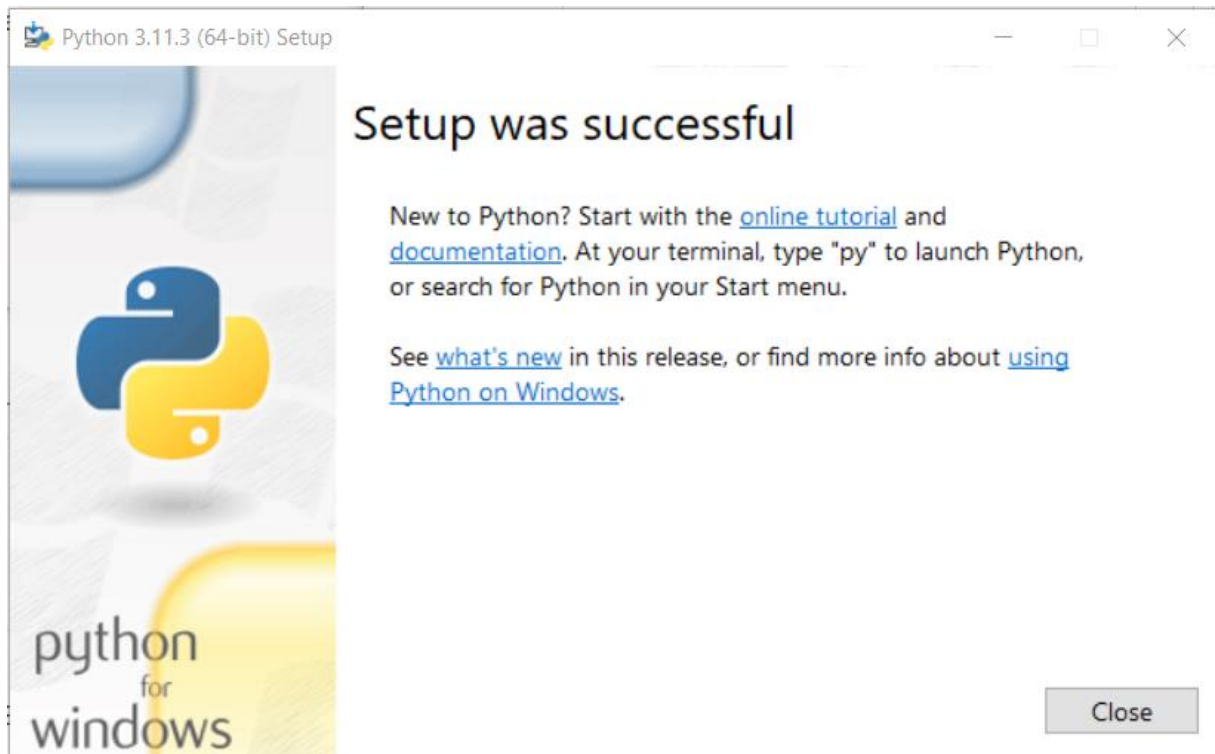 Python 3.11.3 (64-bit) Setup
Setup was successful
New to Python? Start with the online tutorial and
documentation. At your terminal, type "py" to launch Python,
or search for Python in your Start menu.
See what's new in this release, or find more info about using
Python on Windows.
python
for
windows
Close